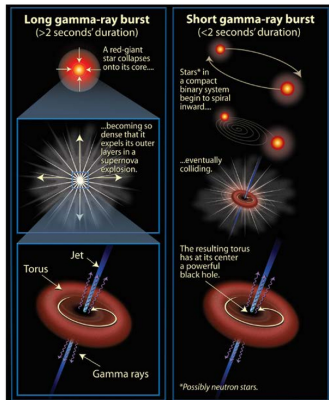 Long gamma-ray burst
(>2 seconds' duration)
A red-giant
star collapses
onto its core....
...becoming so
dense that it
expels its outer
layers in a
supernova
explosion.
Jet
Torus
Gamma rays
Short gamma-ray burst
(<2 seconds' duration)
Stars* in
a compact
binary system
begin to spiral
inward....
...eventually
colliding.
The resulting torus
has at its center
a powerful
black hole.
*Possibly neutron stars.